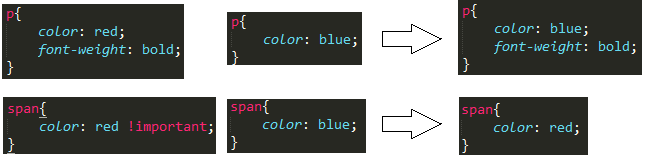 p{
color: red;
font-weight: bold;
}
p{
color: blue;
}
p{
color: blue;
font-weight: bold;
}
span{
color: red !important;
}
span{
color: blue;
}
span{
color: red;
}